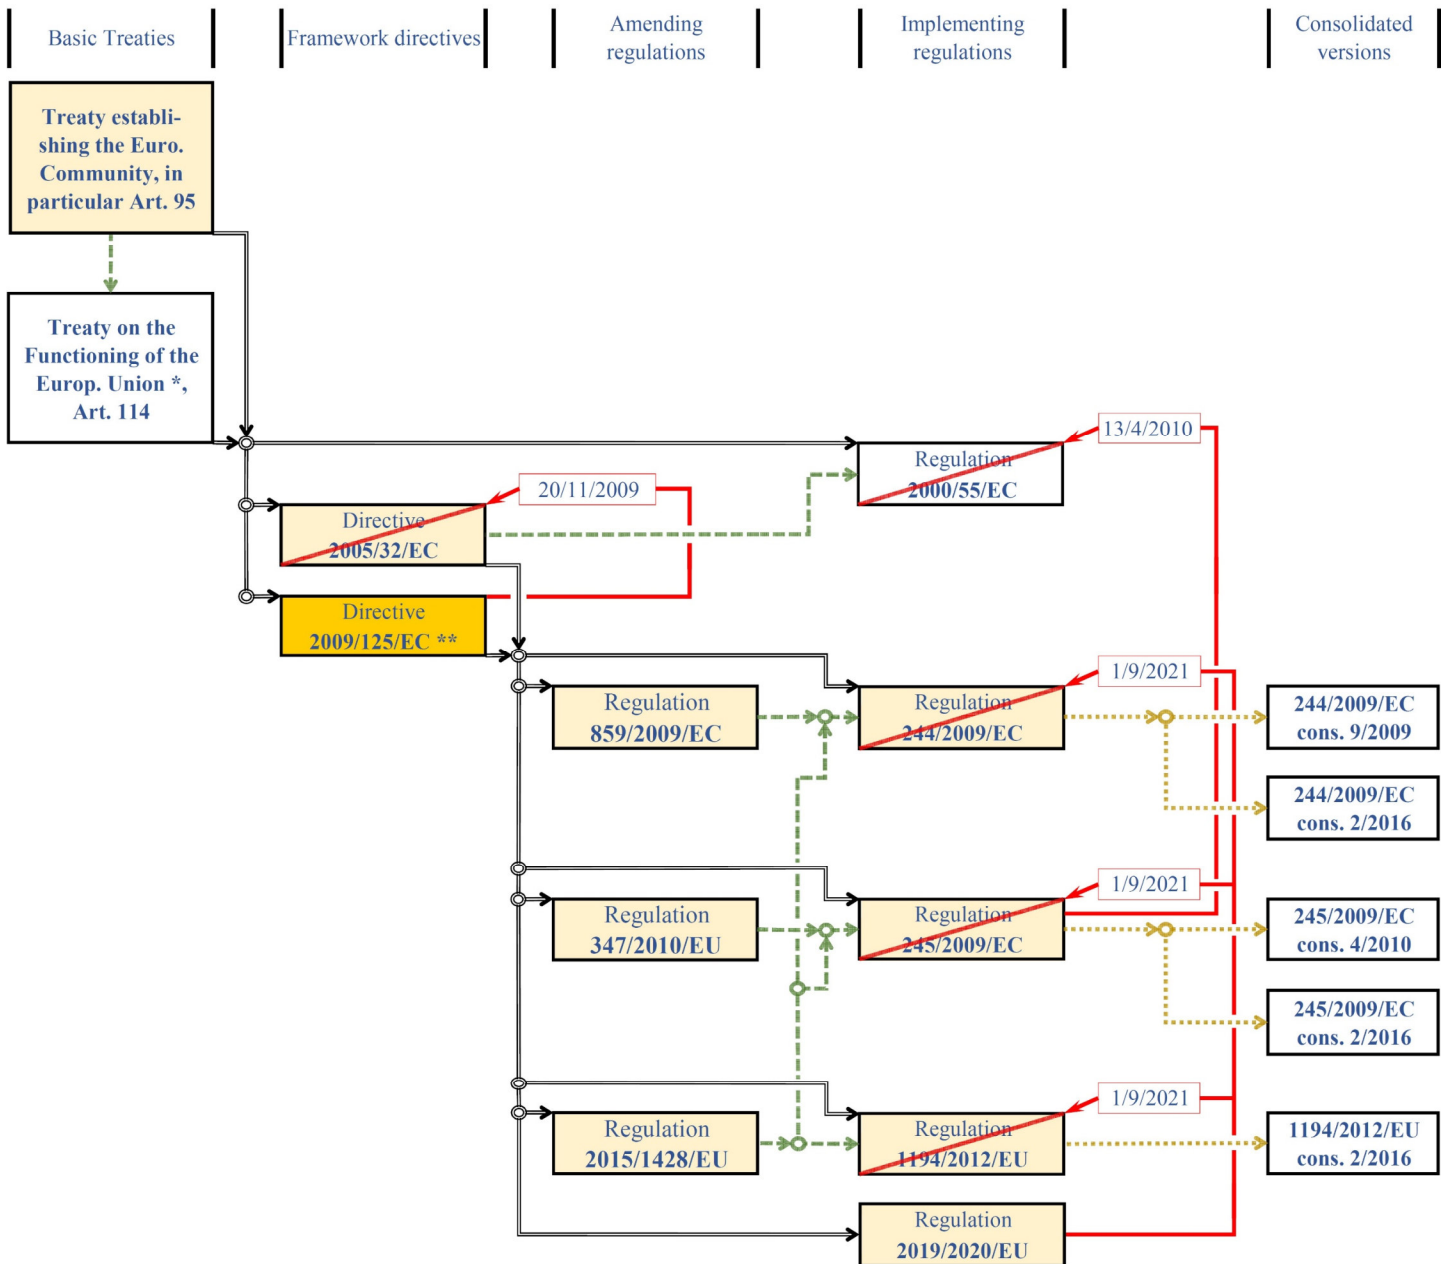 Basic Treaties
Framework directives
Amending
regulations
Implementing
regulations
Consolidated
versions
Treaty establi-
shing the Euro.
Community, in
particular Art. 95
Treaty on the
Functioning of the
Europ. Union *,
Art. 114
13/4/2010
Regulation
2000/55/EC
20/11/2009
Directive
2005/32/EC
Directive
2009/125/EC **
1/9/2021
Regulation
859/2009/EC
Regulation
244/2009/EC
244/2009/EC
cons. 9/2009
244/2009/EC
cons. 2/2016
1/9/2021
Regulation
347/2010/EU
Regulation
245/2009/EC
245/2009/EC
cons. 4/2010
245/2009/EC
cons. 2/2016
1/9/2021
Regulation
2015/1428/EU
Regulation
1194/2012/EU
1194/2012/EU
cons. 2/2016
Regulation
2019/2020/EU